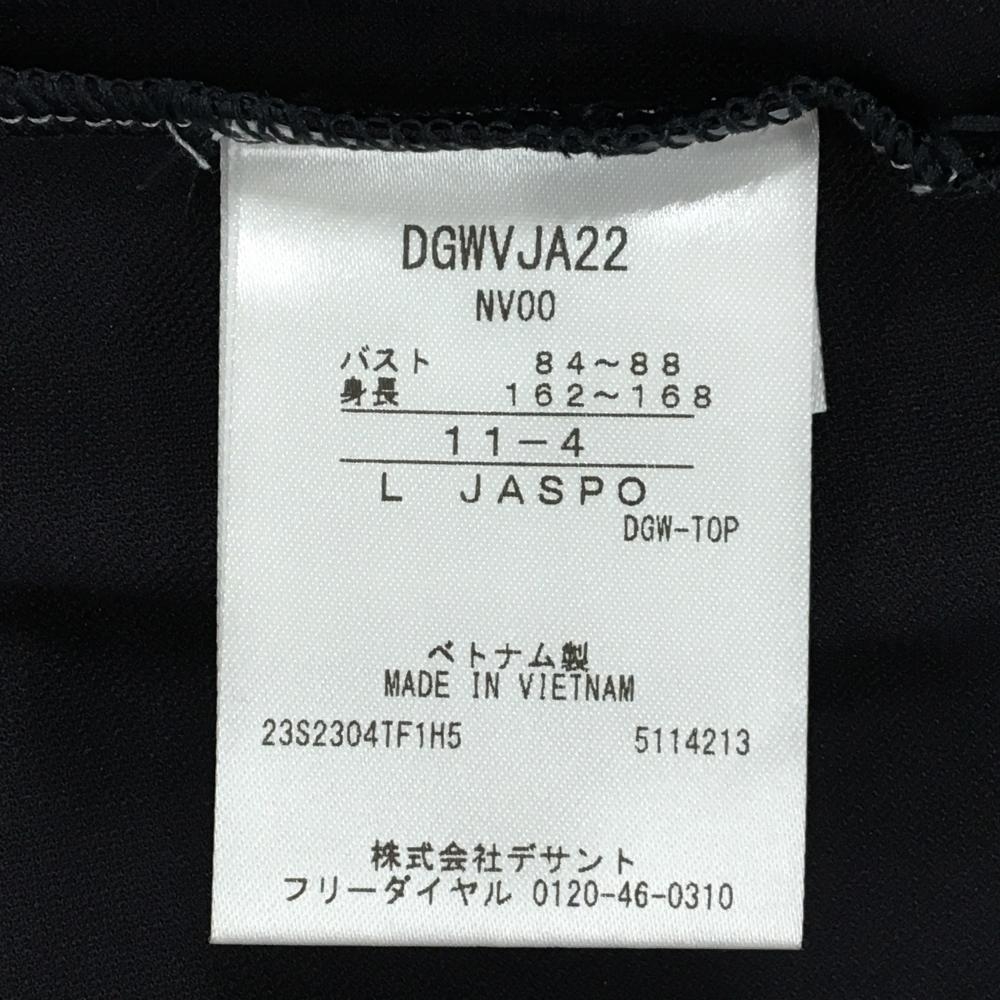 DGWVJA22
NV00
バスト 84～88
身長 162～168
11－4
L JASPO
DGW-TOP
ベトナム製
MADE IN VIETNAM
23S2304TF1H5 5114213
株式会社デサント
フリーダイヤル 0120-46-0310